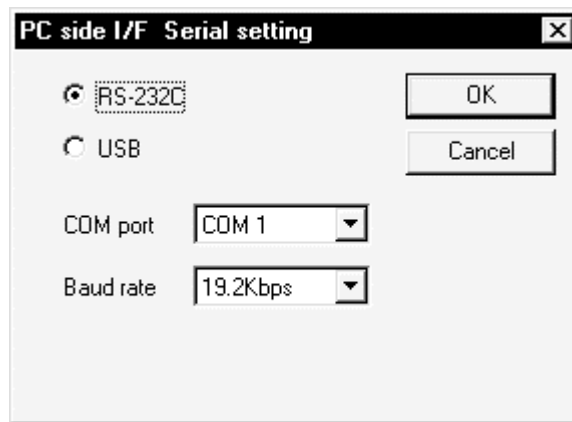 PC side I/F Serial setting
RS-232C
OK
USB
Cancel
COM port COM 1
Baud rate 19.2Kbps